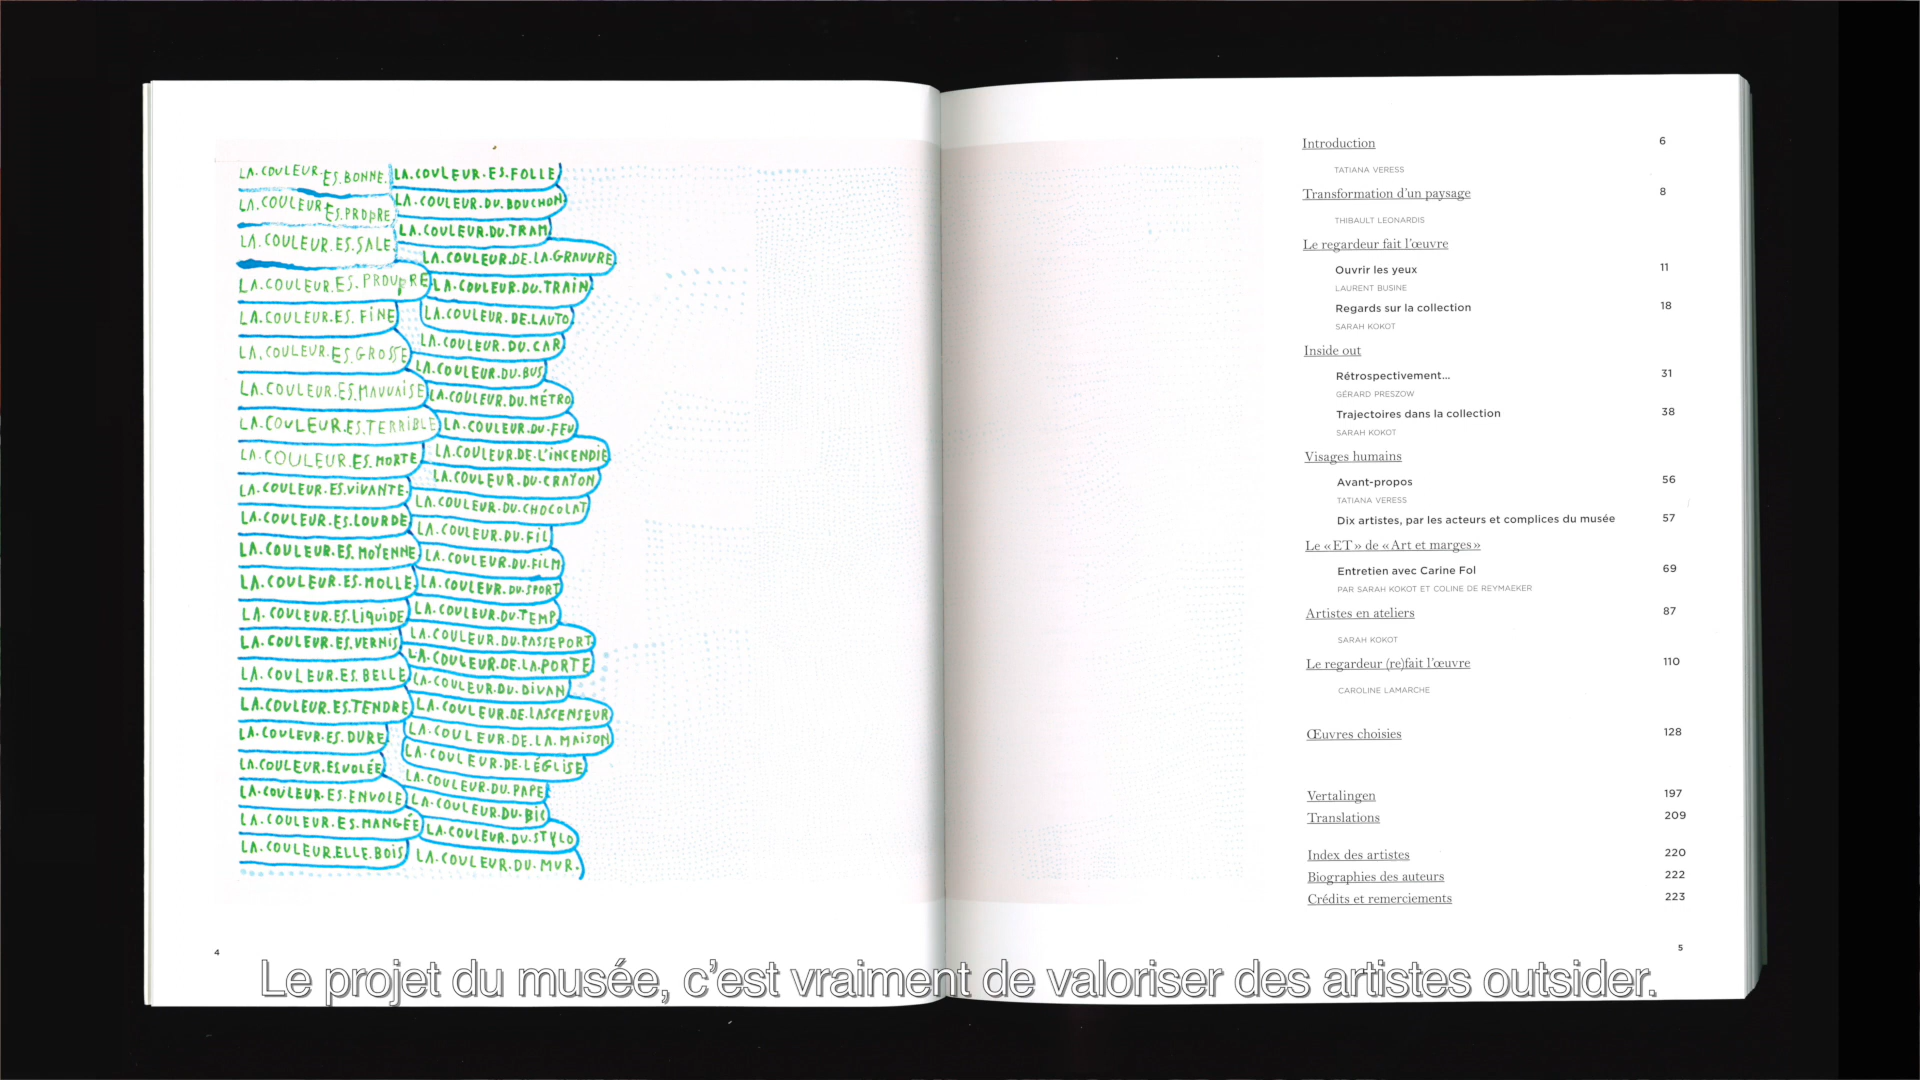 LA.COULEUR.ES.BONNE.
LA.COULEUR.ES.PROPRE.
LA.COULEUR.ES.SALE.
LA.COULEUR.ES.PROUPRE
LA.COULEUR.ES.FINE
LA.COULEUR.ES.GROSSE
LA.COULEUR.ES.MAUVAISE
LA.COULEUR.ES.TERRIBLE
LA.COULEUR.ES.MORTE
LA.COULEUR.ES.VIVANTE.
LA.COULEUR.ES.LOURDE
LA.COULEUR.ES.MOYENNE
LA.COULEUR.ES.MOLLE
LA.COULEUR.ES.LIQUIDE
LA.COULEUR.ES.VERNIS
LA.COULEUR.ES.BELLE
LA.COULEUR.ES.TENDRE
LA.COULEUR.ES.DURE
LA.COULEUR.ES.VOLÉE
LA.COULEUR.ES.ENVOLE
LA.COULEUR.ES.MANGÉE
LA.COULEUR.ELLE.BOIS
LA.COULEUR.ES.FOLLE
LA.COULEUR.DU.BOUCHON
LA.COULEUR.DU.TRAM
LA.COULEUR.DE.LA.GRAUVRE
LA.COULEUR.DU.TRAIN
LA.COULEUR.DE.LAUTO
LA.COULEUR.DU.CAR
LA.COULEUR.DU.BUS
LA.COULEUR.DU.MÉTRO
LA.COULEUR.DU.FEU
LA.COULEUR.DE.L'INCENDIE
LA.COULEUR.DU.CRAYON
LA.COULEUR.DU.CHOCOLAT
LA.COULEUR.DU.FIL
LA.COULEUR.DU.FILM
LA.COULEUR.DU.SPORT
LA.COULEUR.DU.TEMP
LA.COULEUR.DU.PASSEPORT
LA.COULEUR.DE.LA.PORTE
LA.COULEUR.DU.DIVAN
LA.COULEUR.DE.LASCENSEUR
LA.COULEUR.DE.LA.MAISON
LA.COULEUR.DE.LÉGLISE
LA.COULEUR.DU.PAPE
LA.COULEUR.DU.BIC
LA.COULEUR.DU.STYLO
LA.COULEUR.DU.MUR.
4
Introduction 6
TATIANA VERESS
Transformation d'un paysage 8
THIBAULT LEONARDIS
Le regardeur fait l'œuvre
Ouvrir les yeux 11
LAURENT BUSINE
Regards sur la collection 18
SARAH KOKOT
Inside out
Rétrospectivement... 31
GÉRARD PRESZOW
Trajectoires dans la collection 38
SARAH KOKOT
Visages humains
Avant-propos 56
TATIANA VERESS
Dix artistes, par les acteurs et complices du musée 57
Le «ET» de «Art et marges»
Entretien avec Carine Fol 69
PAR SARAH KOKOT ET COLINE DE REYMAEKER
Artistes en ateliers 87
SARAH KOKOT
Le regardeur (re)fait l'œuvre 110
CAROLINE LAMARCHE
Œuvres choisies 128
Vertalingen 197
Translations 209
Index des artistes 220
Biographies des auteurs 222
Crédits et remerciements 223
5
Le projet du musée, c'est vraiment de valoriser des artistes outsider.